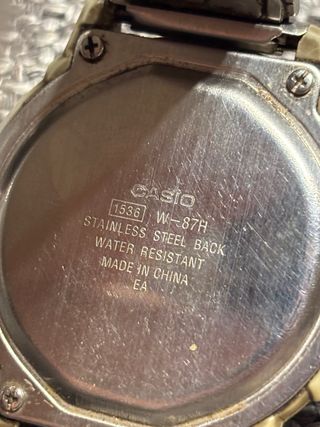 CASIO
1536 W-87H
STAINLESS STEEL BACK
WATER RESISTANT
MADE IN CHINA
EA